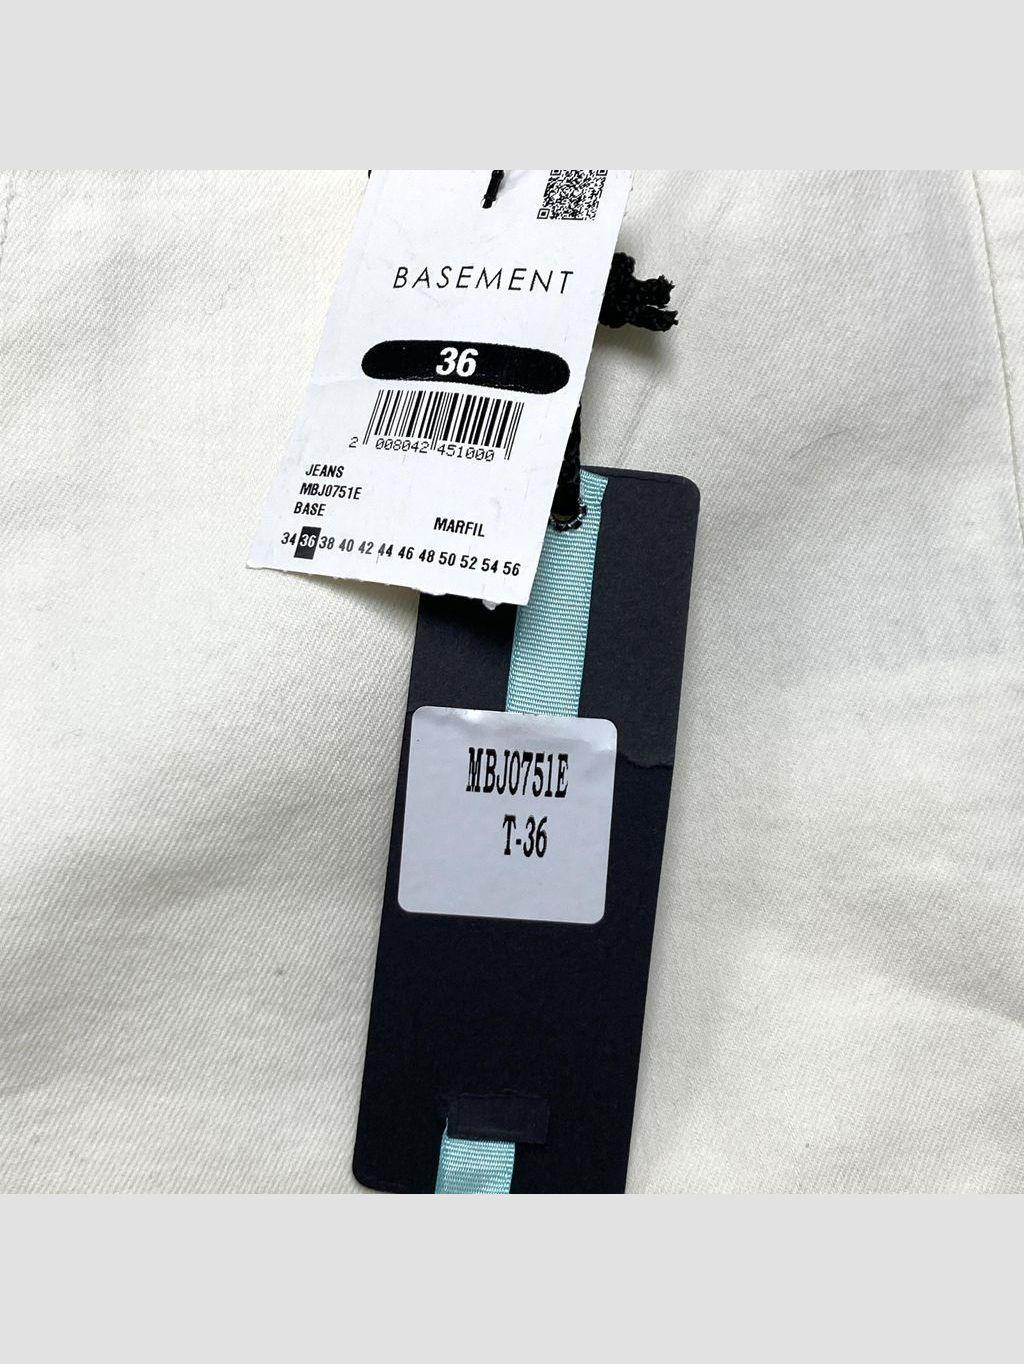 BASEMENT
36
2 008042 451000
JEANS
MBJ0751E
BASE
MARFIL
34 36 38 40 42 44 46 48 50 52 54 56
MBJ0751E
T-36